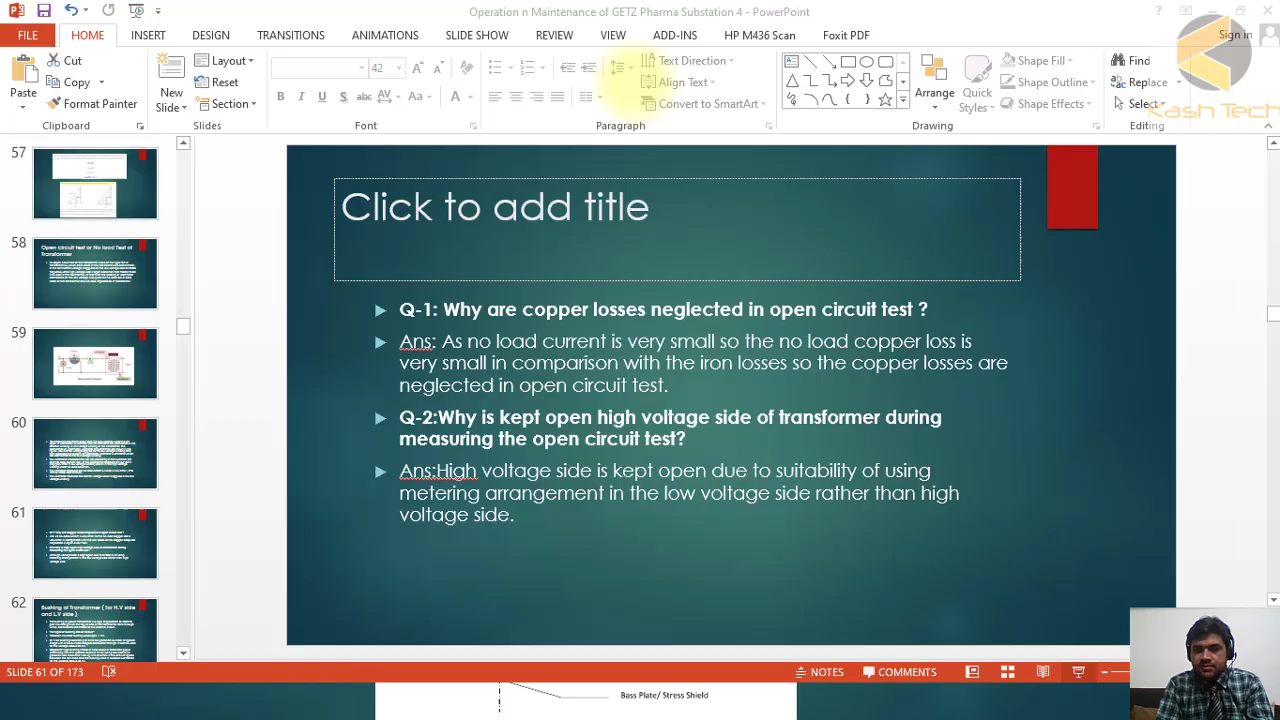 Operation n Maintenance of GETZ Pharma Substation 4 - PowerPoint
FILE HOME INSERT DESIGN TRANSITIONS ANIMATIONS SLIDE SHOW REVIEW VIEW ADD-INS HP M436 Scan Foxit PDF Sign in
Paste
Cut
Copy
Format Painter
Clipboard
New Slide
Layout
Reset
Section
Slides
42
Font
Text Direction
Align Text
Convert to SmartArt
Paragraph
Arrange
Quick Styles
Shape Fill
Shape Outline
Shape Effects
Drawing
Find
Replace
Select
Editing
Kash Tech
57
58
Open circuit test or No load Test of Transformer
59
60
61
62
Bushing of Transformer ( for H.V side and L.V side )
Click to add title
Q-1: Why are copper losses neglected in open circuit test ?
Ans: As no load current is very small so the no load copper loss is
very small in comparison with the iron losses so the copper losses are
neglected in open circuit test.
Q-2:Why is kept open high voltage side of transformer during
measuring the open circuit test?
Ans:High voltage side is kept open due to suitability of using
metering arrangement in the low voltage side rather than high
voltage side.
SLIDE 61 OF 173 NOTES COMMENTS
Bass Plate/ Stress Shield